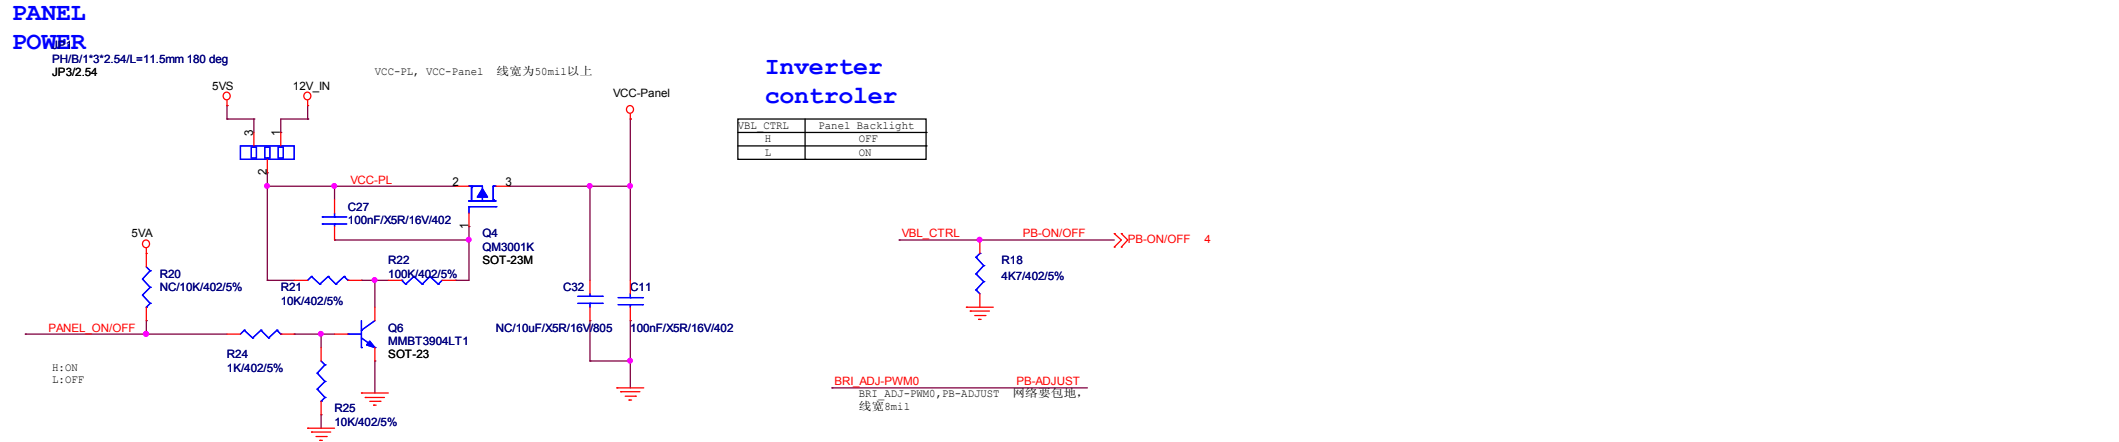 PANEL
POWER
PH/B/1*3*2.54/L=11.5mm 180 deg
JP3/2.54
VCC-PL, VCC-Panel 线宽为50mil以上
5VS
12V_IN
VCC-Panel
3
1
2
VCC-PL
2
3
C27
100nF/X5R/16V/402
1
Q4
QM3001K
SOT-23M
5VA
R20
NC/10K/402/5%
R22
100K/402/5%
R21
10K/402/5%
C32
C11
NC/10uF/X5R/16V/805
100nF/X5R/16V/402
PANEL_ON/OFF
Q6
MMBT3904LT1
SOT-23
R24
1K/402/5%
H:ON
L:OFF
R25
10K/402/5%
Inverter
controler
VBL_CTRL Panel Backlight
H OFF
L ON
VBL_CTRL
PB-ON/OFF
PB-ON/OFF 4
R18
4K7/402/5%
BRI_ADJ-PWM0
PB-ADJUST
BRI_ADJ-PWM0,PB-ADJUST 网络要包地,
线宽8mil